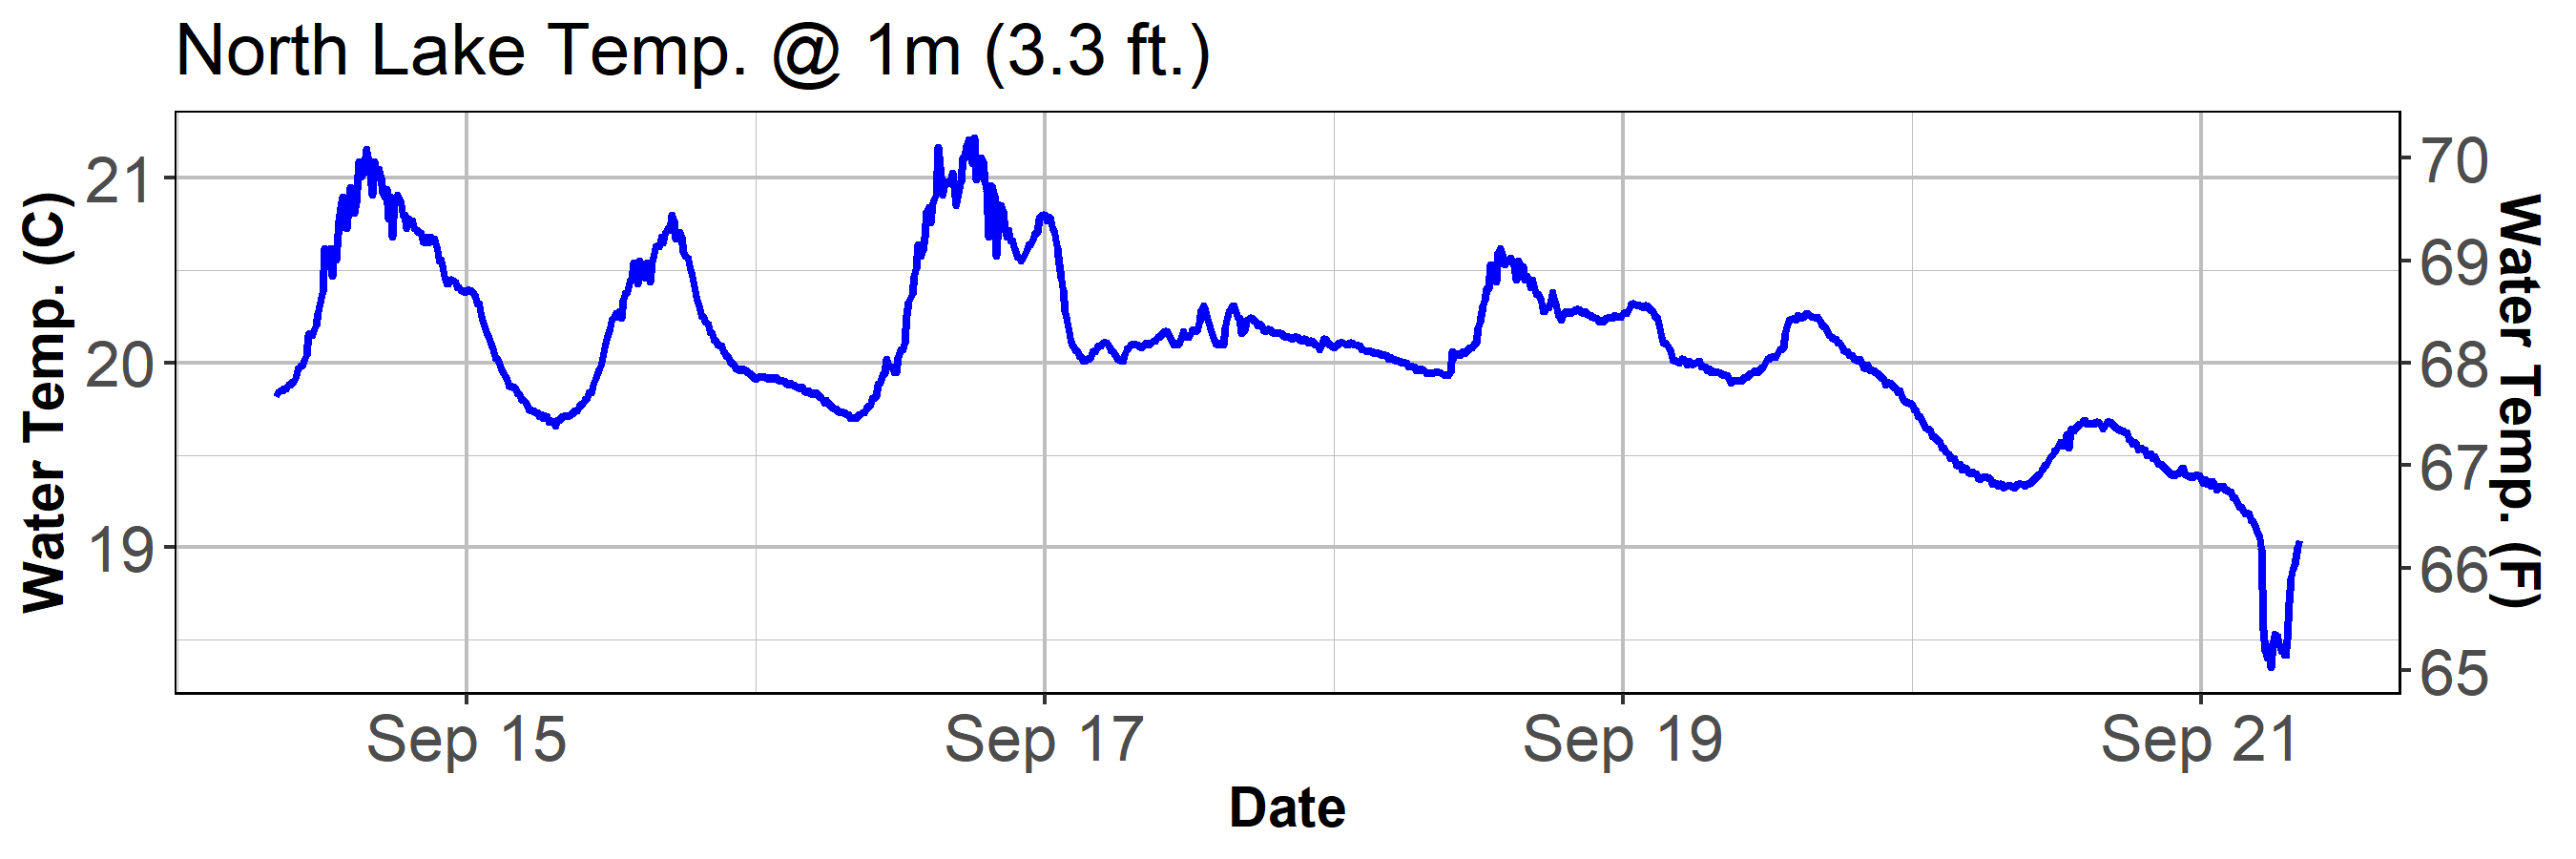 North Lake Temp. @ 1m (3.3 ft.)
Water Temp. (C)
21
20
19
70
69
68
67
66
65
Water Temp. (F)
Sep 15
Sep 17
Sep 19
Sep 21
Date